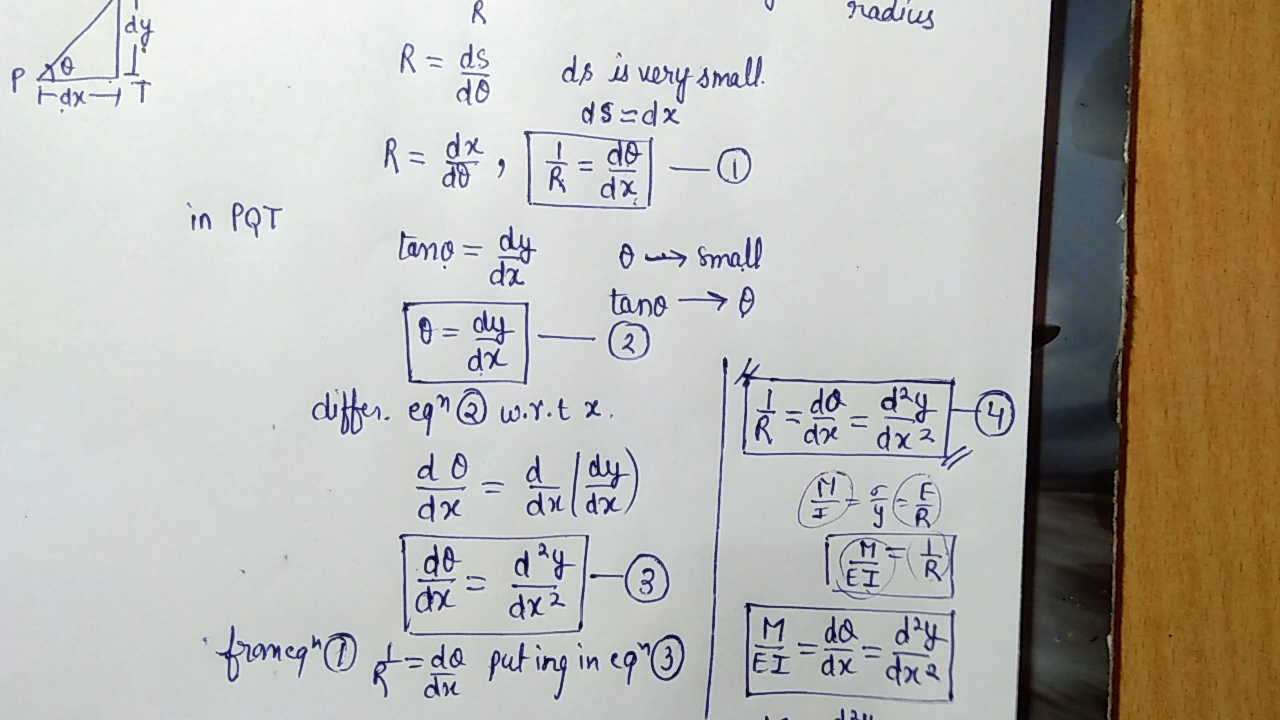 dy
θ
P
dx T
R
radius
R = ds/dθ ds is very small.
ds = dx
R = dx/dθ , 1/R = dθ/dx — ①
in PQT
tanθ = dy/dx θ → small
tanθ → θ
θ = dy/dx — ②
differ. eqⁿ ② w.r.t x.
dθ/dx = d/dx (dy/dx)
dθ/dx = d²y/dx² — ③
from eqⁿ ① 1/R = dθ/dx puting in eqⁿ ③
1/R = dθ/dx = d²y/dx² — ④
M/I = σ/y = E/R
M/EI = 1/R
M/EI = dθ/dx = d²y/dx²
d²y